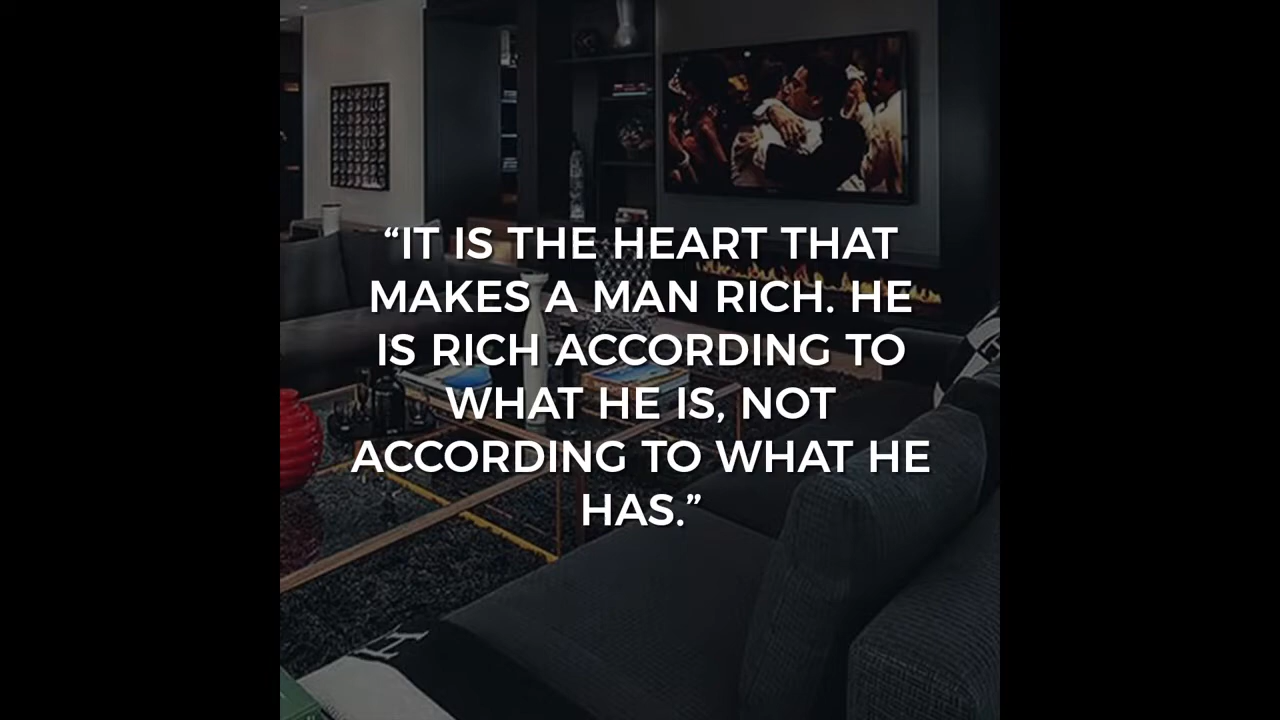 “IT IS THE HEART THAT
MAKES A MAN RICH. HE
IS RICH ACCORDING TO
WHAT HE IS, NOT
ACCORDING TO WHAT HE
HAS.”